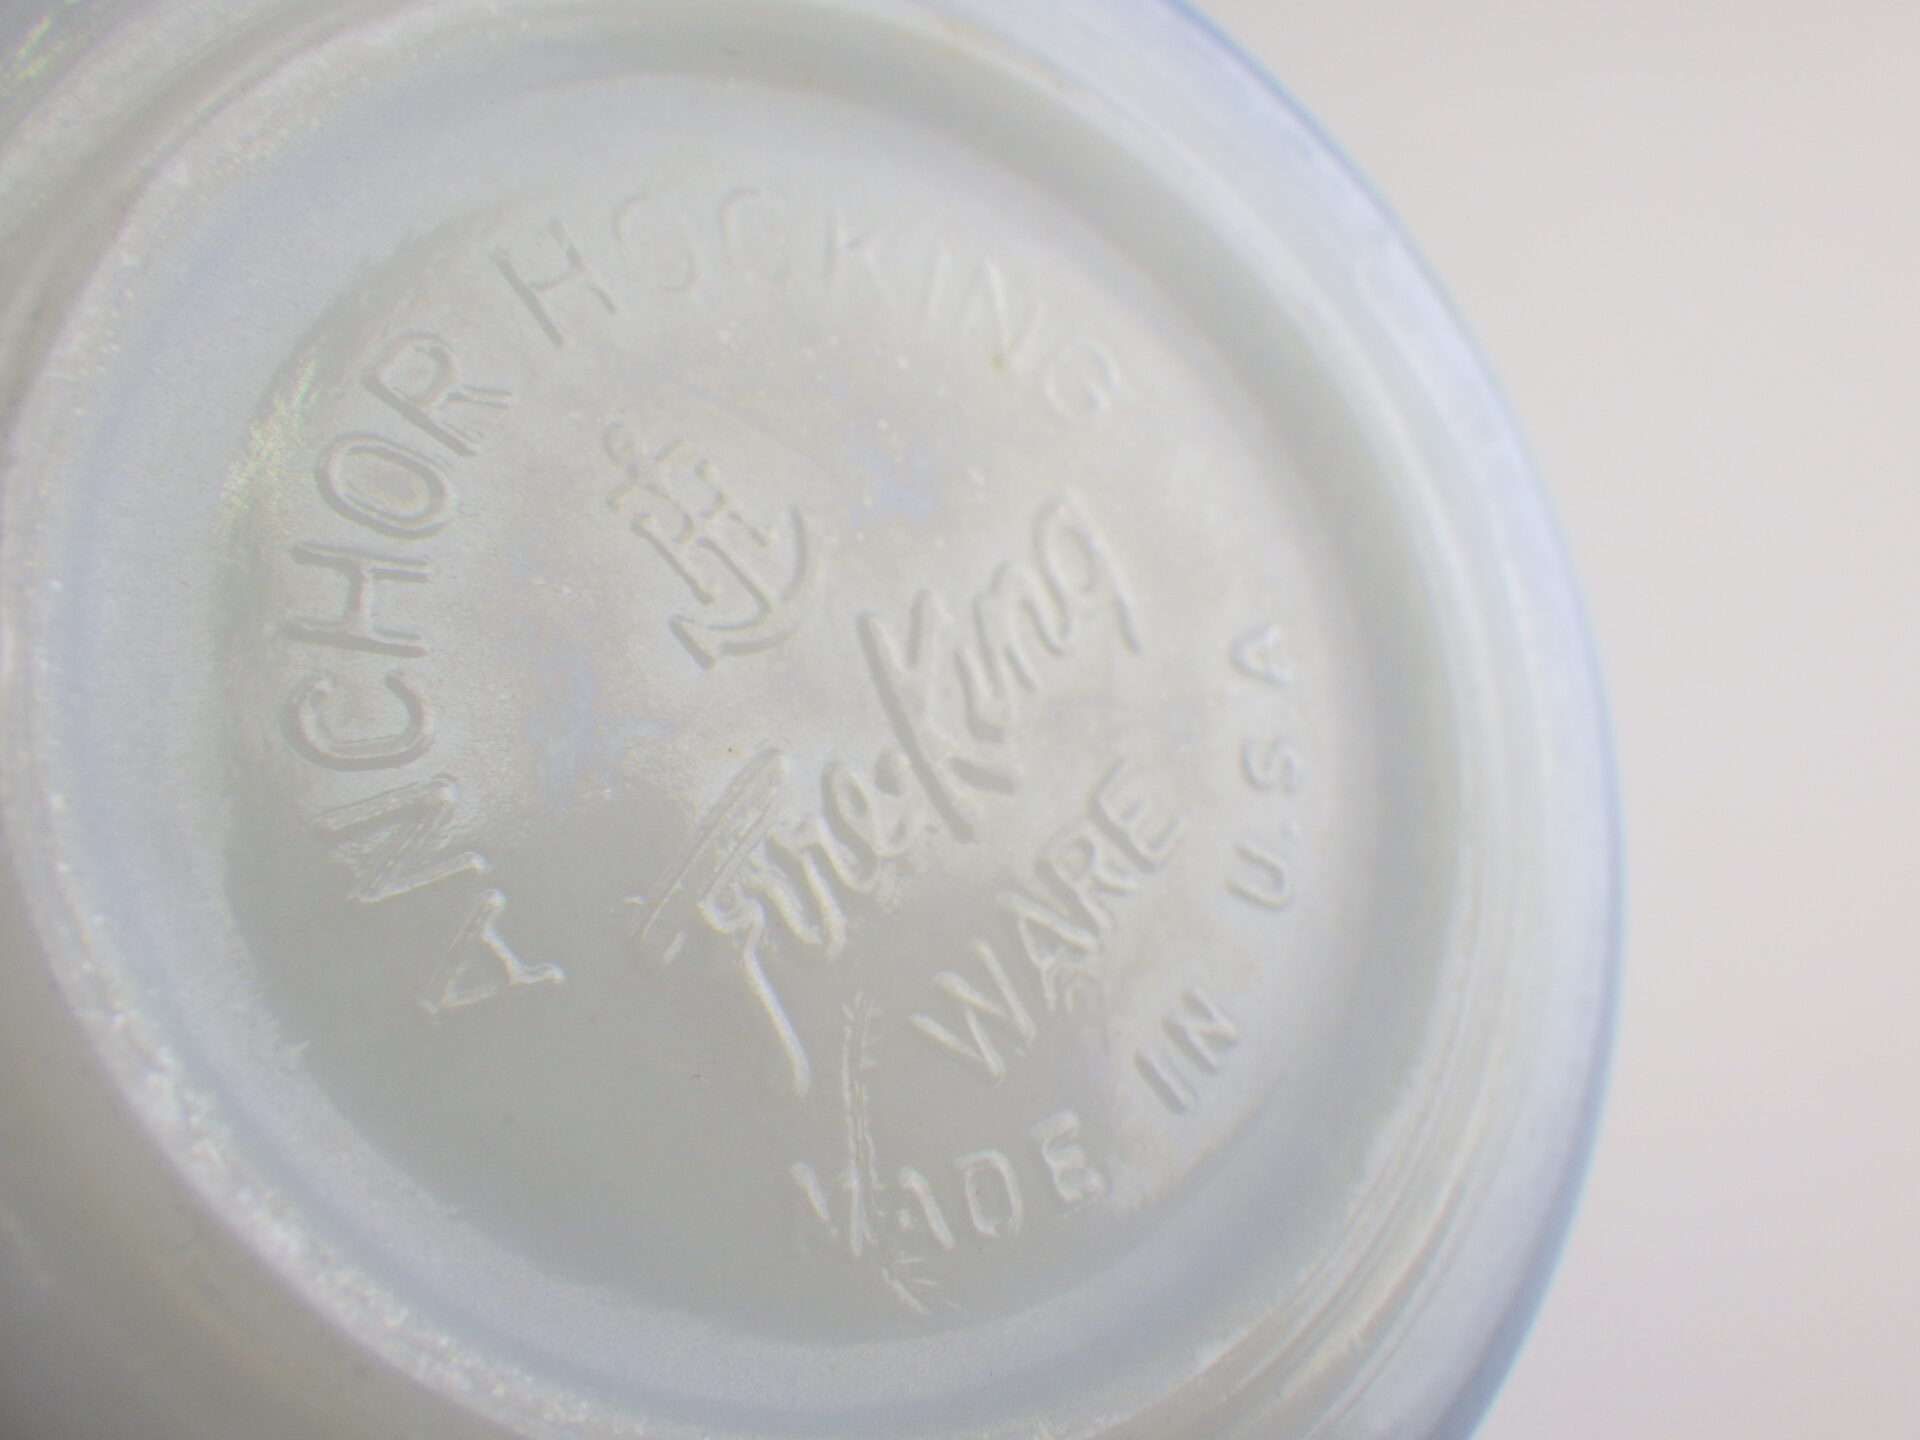 ANCHOR HOCKING
H
Fire-King
WARE
MADE IN U.S.A